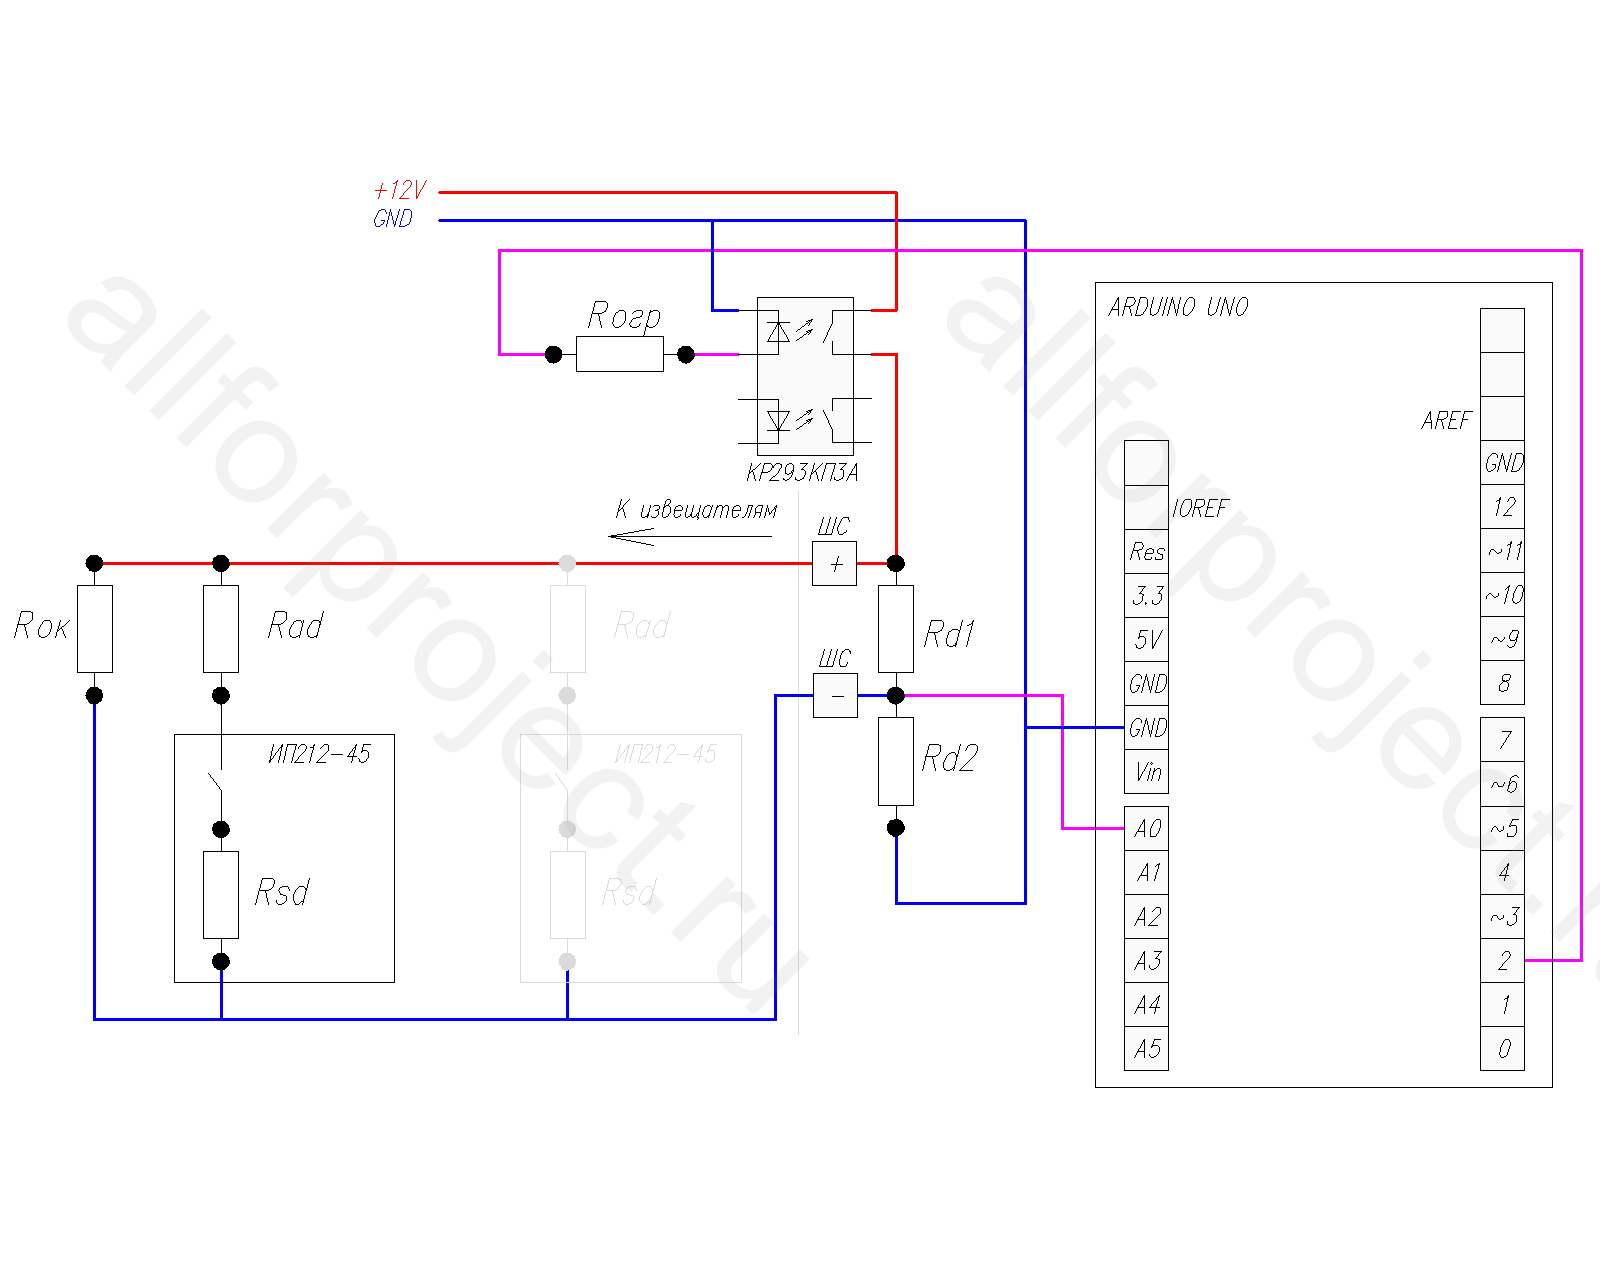 +12V
GND
ARDUINO UNO
Rогр
AREF
GND
КР293КП3А
IOREF
12
К извещателям
ШС
+
~11
Res
3.3
~10
Rок
Rad
Rad
Rd1
5V
~9
ШС
-
GND
8
GND
7
ИП212-45
ИП212-45
Rd2
Vin
~6
A0
~5
A1
4
Rsd
Rsd
A2
~3
A3
2
A4
1
A5
0
allforproject.ru
allforproject.ru